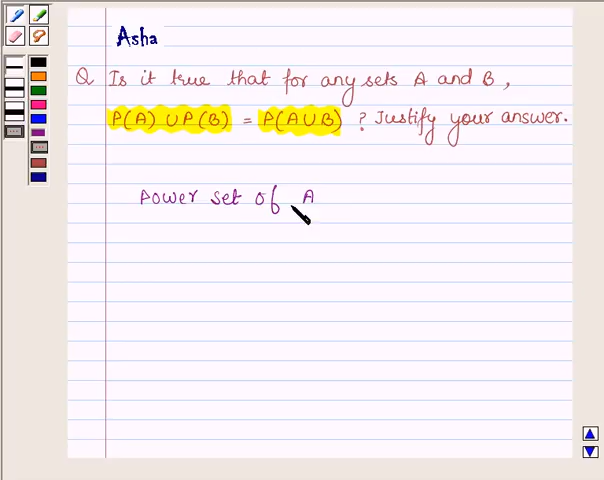 Asha
Q Is it true that for any sets A and B,
P(A) ∪ P(B) = P(A ∪ B) ? Justify your answer.
Power set of A